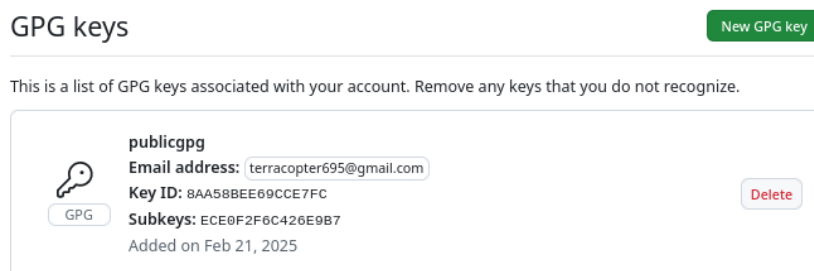 GPG keys
New GPG key
This is a list of GPG keys associated with your account. Remove any keys that you do not recognize.
publicgpg
Email address: terracopter695@gmail.com
Key ID: 8AA58BEE69CCE7FC
GPG
Delete
Subkeys: ECE0F2F6C426E9B7
Added on Feb 21, 2025